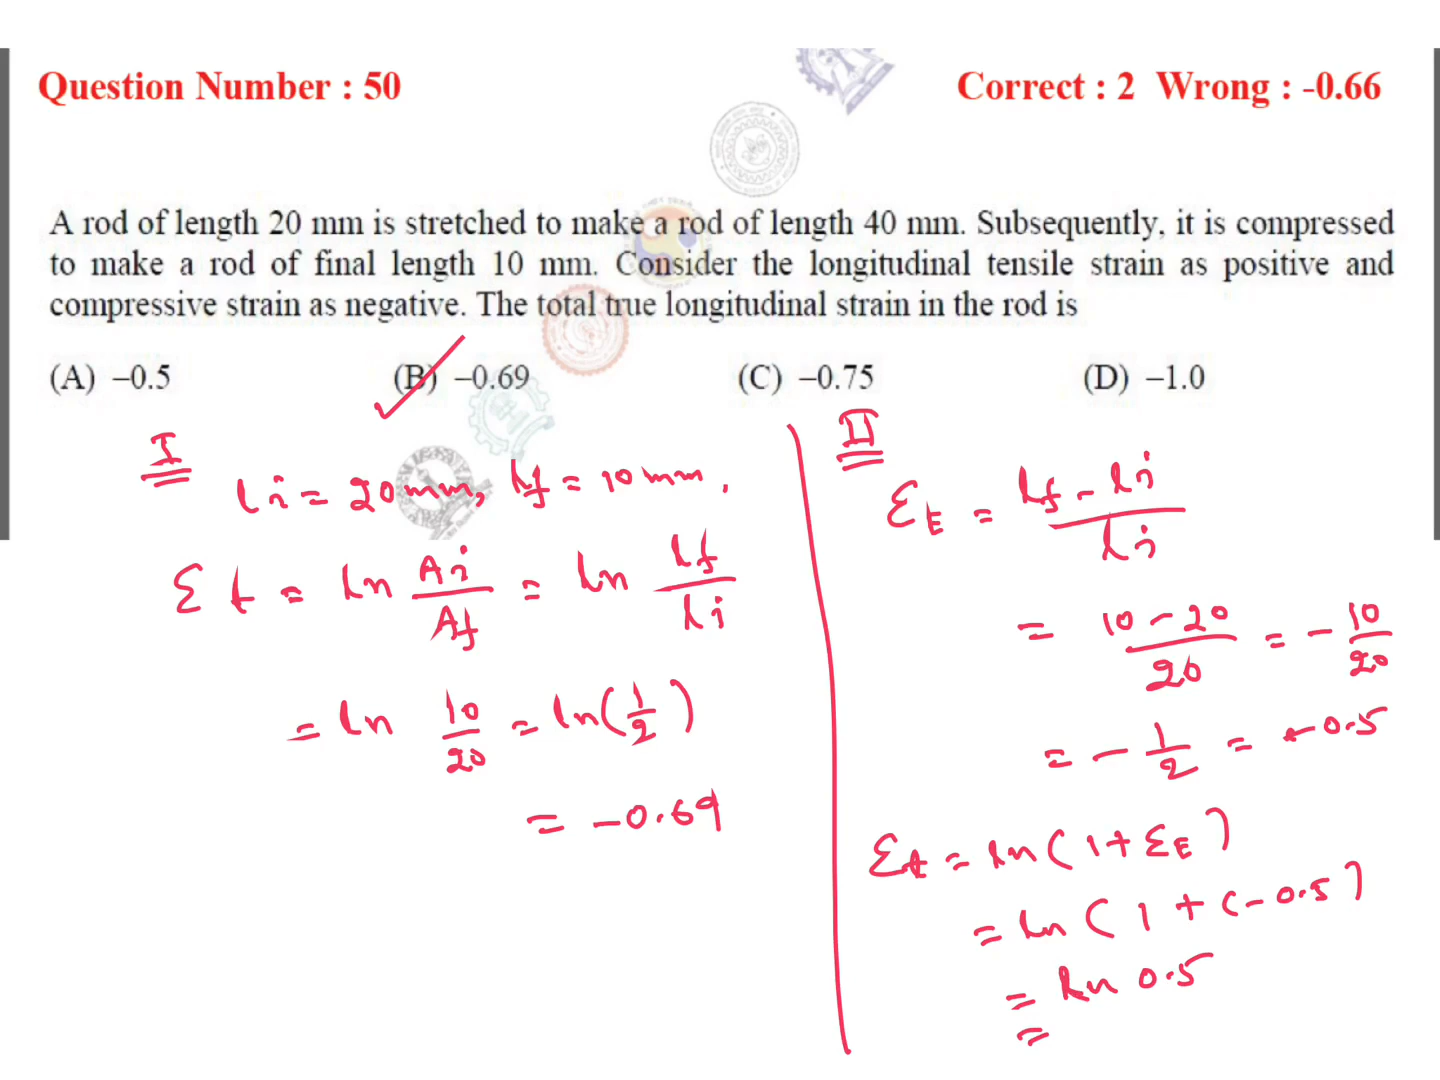 Question Number : 50 Correct : 2 Wrong : -0.66
A rod of length 20 mm is stretched to make a rod of length 40 mm. Subsequently, it is compressed
to make a rod of final length 10 mm. Consider the longitudinal tensile strain as positive and
compressive strain as negative. The total true longitudinal strain in the rod is
(A) –0.5 (B) –0.69 (C) –0.75 (D) –1.0
I
li = 20mm, lf = 10mm.
Εt = ln Ai/Af = ln lf/li
= ln 10/20 = ln(1/2)
= -0.69
II
ΕE = lf - li/li
= 10 - 20/20 = - 10/20
= - 1/2 = -0.5
Εt = ln(1+ΕE)
= ln(1+(-0.5)
= ln 0.5
=